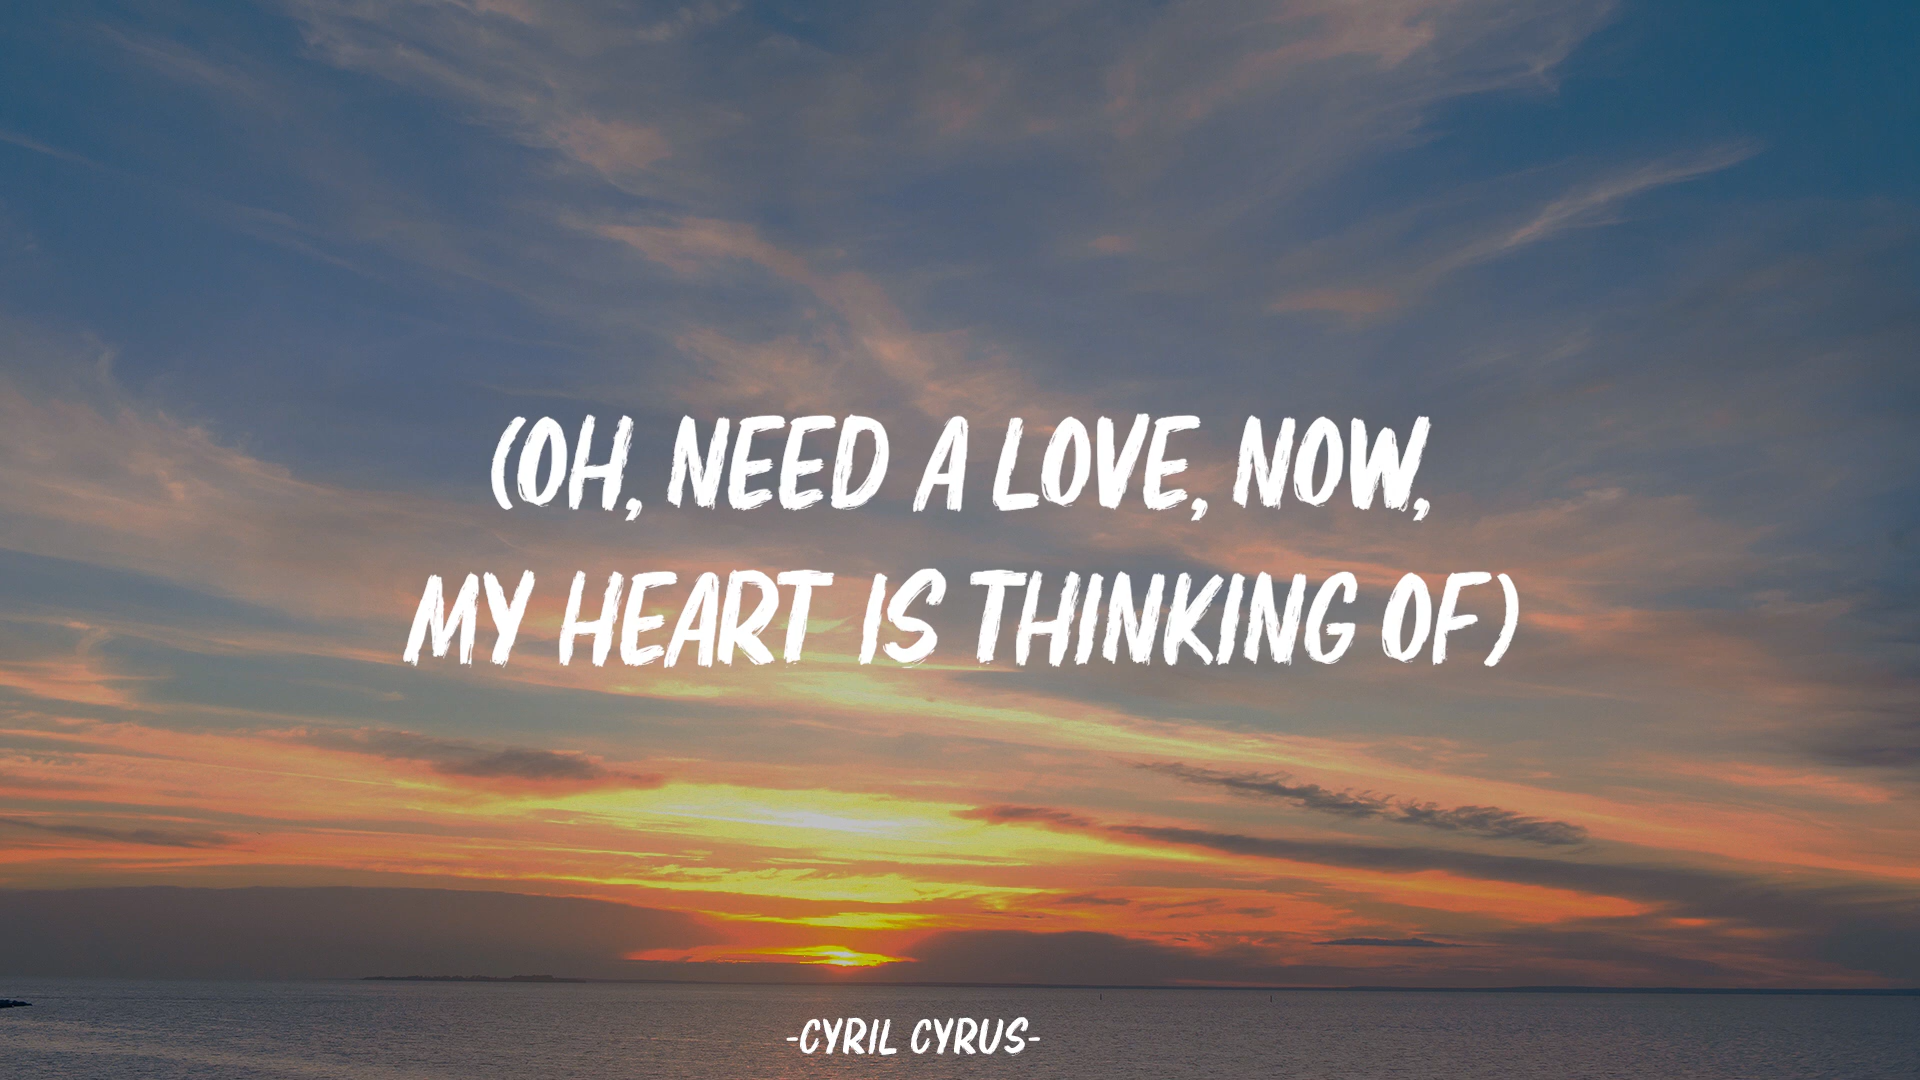 (OH, NEED A LOVE, NOW,
MY HEART IS THINKING OF)
-CYRIL CYRUS-